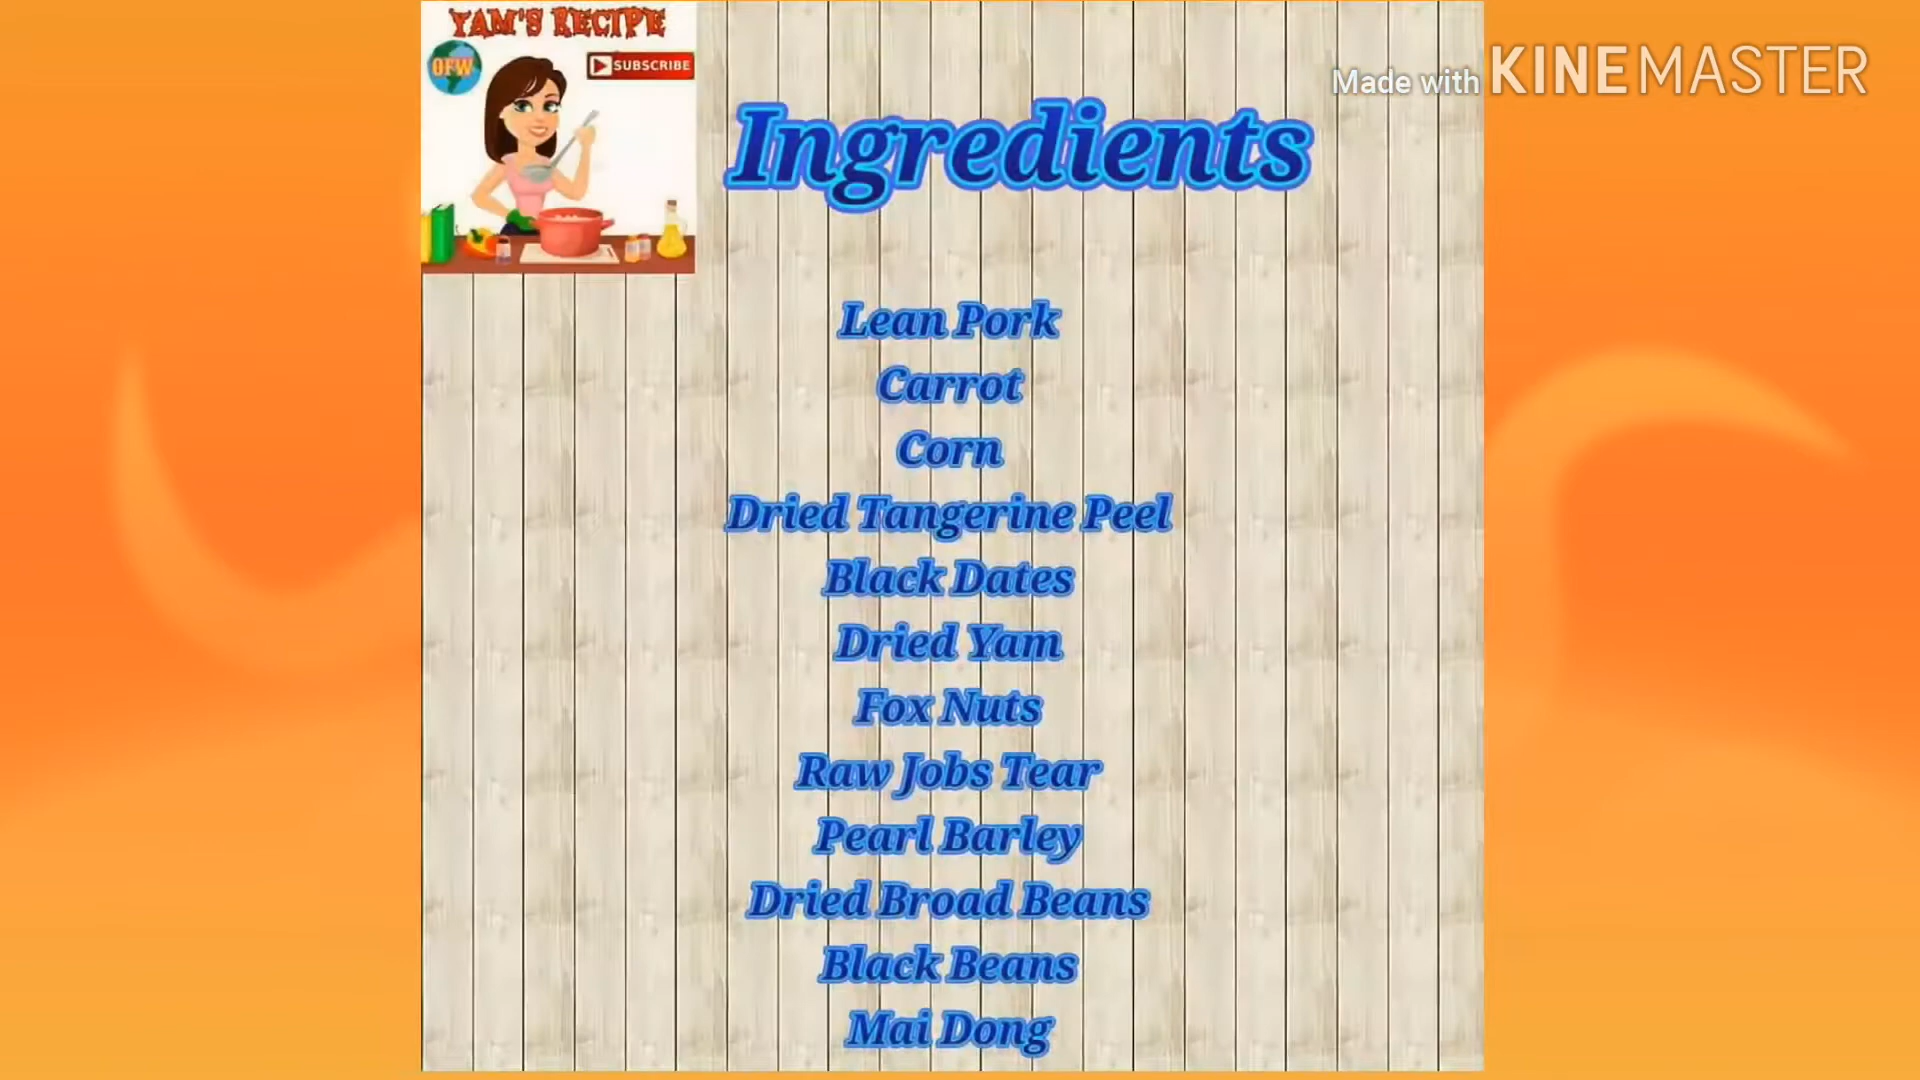 YAM'S RECIPE
OFW
SUBSCRIBE
Made with KINEMASTER
Ingredients
Lean Pork
Carrot
Corn
Dried Tangerine Peel
Black Dates
Dried Yam
Fox Nuts
Raw Jobs Tear
Pearl Barley
Dried Broad Beans
Black Beans
Mai Dong